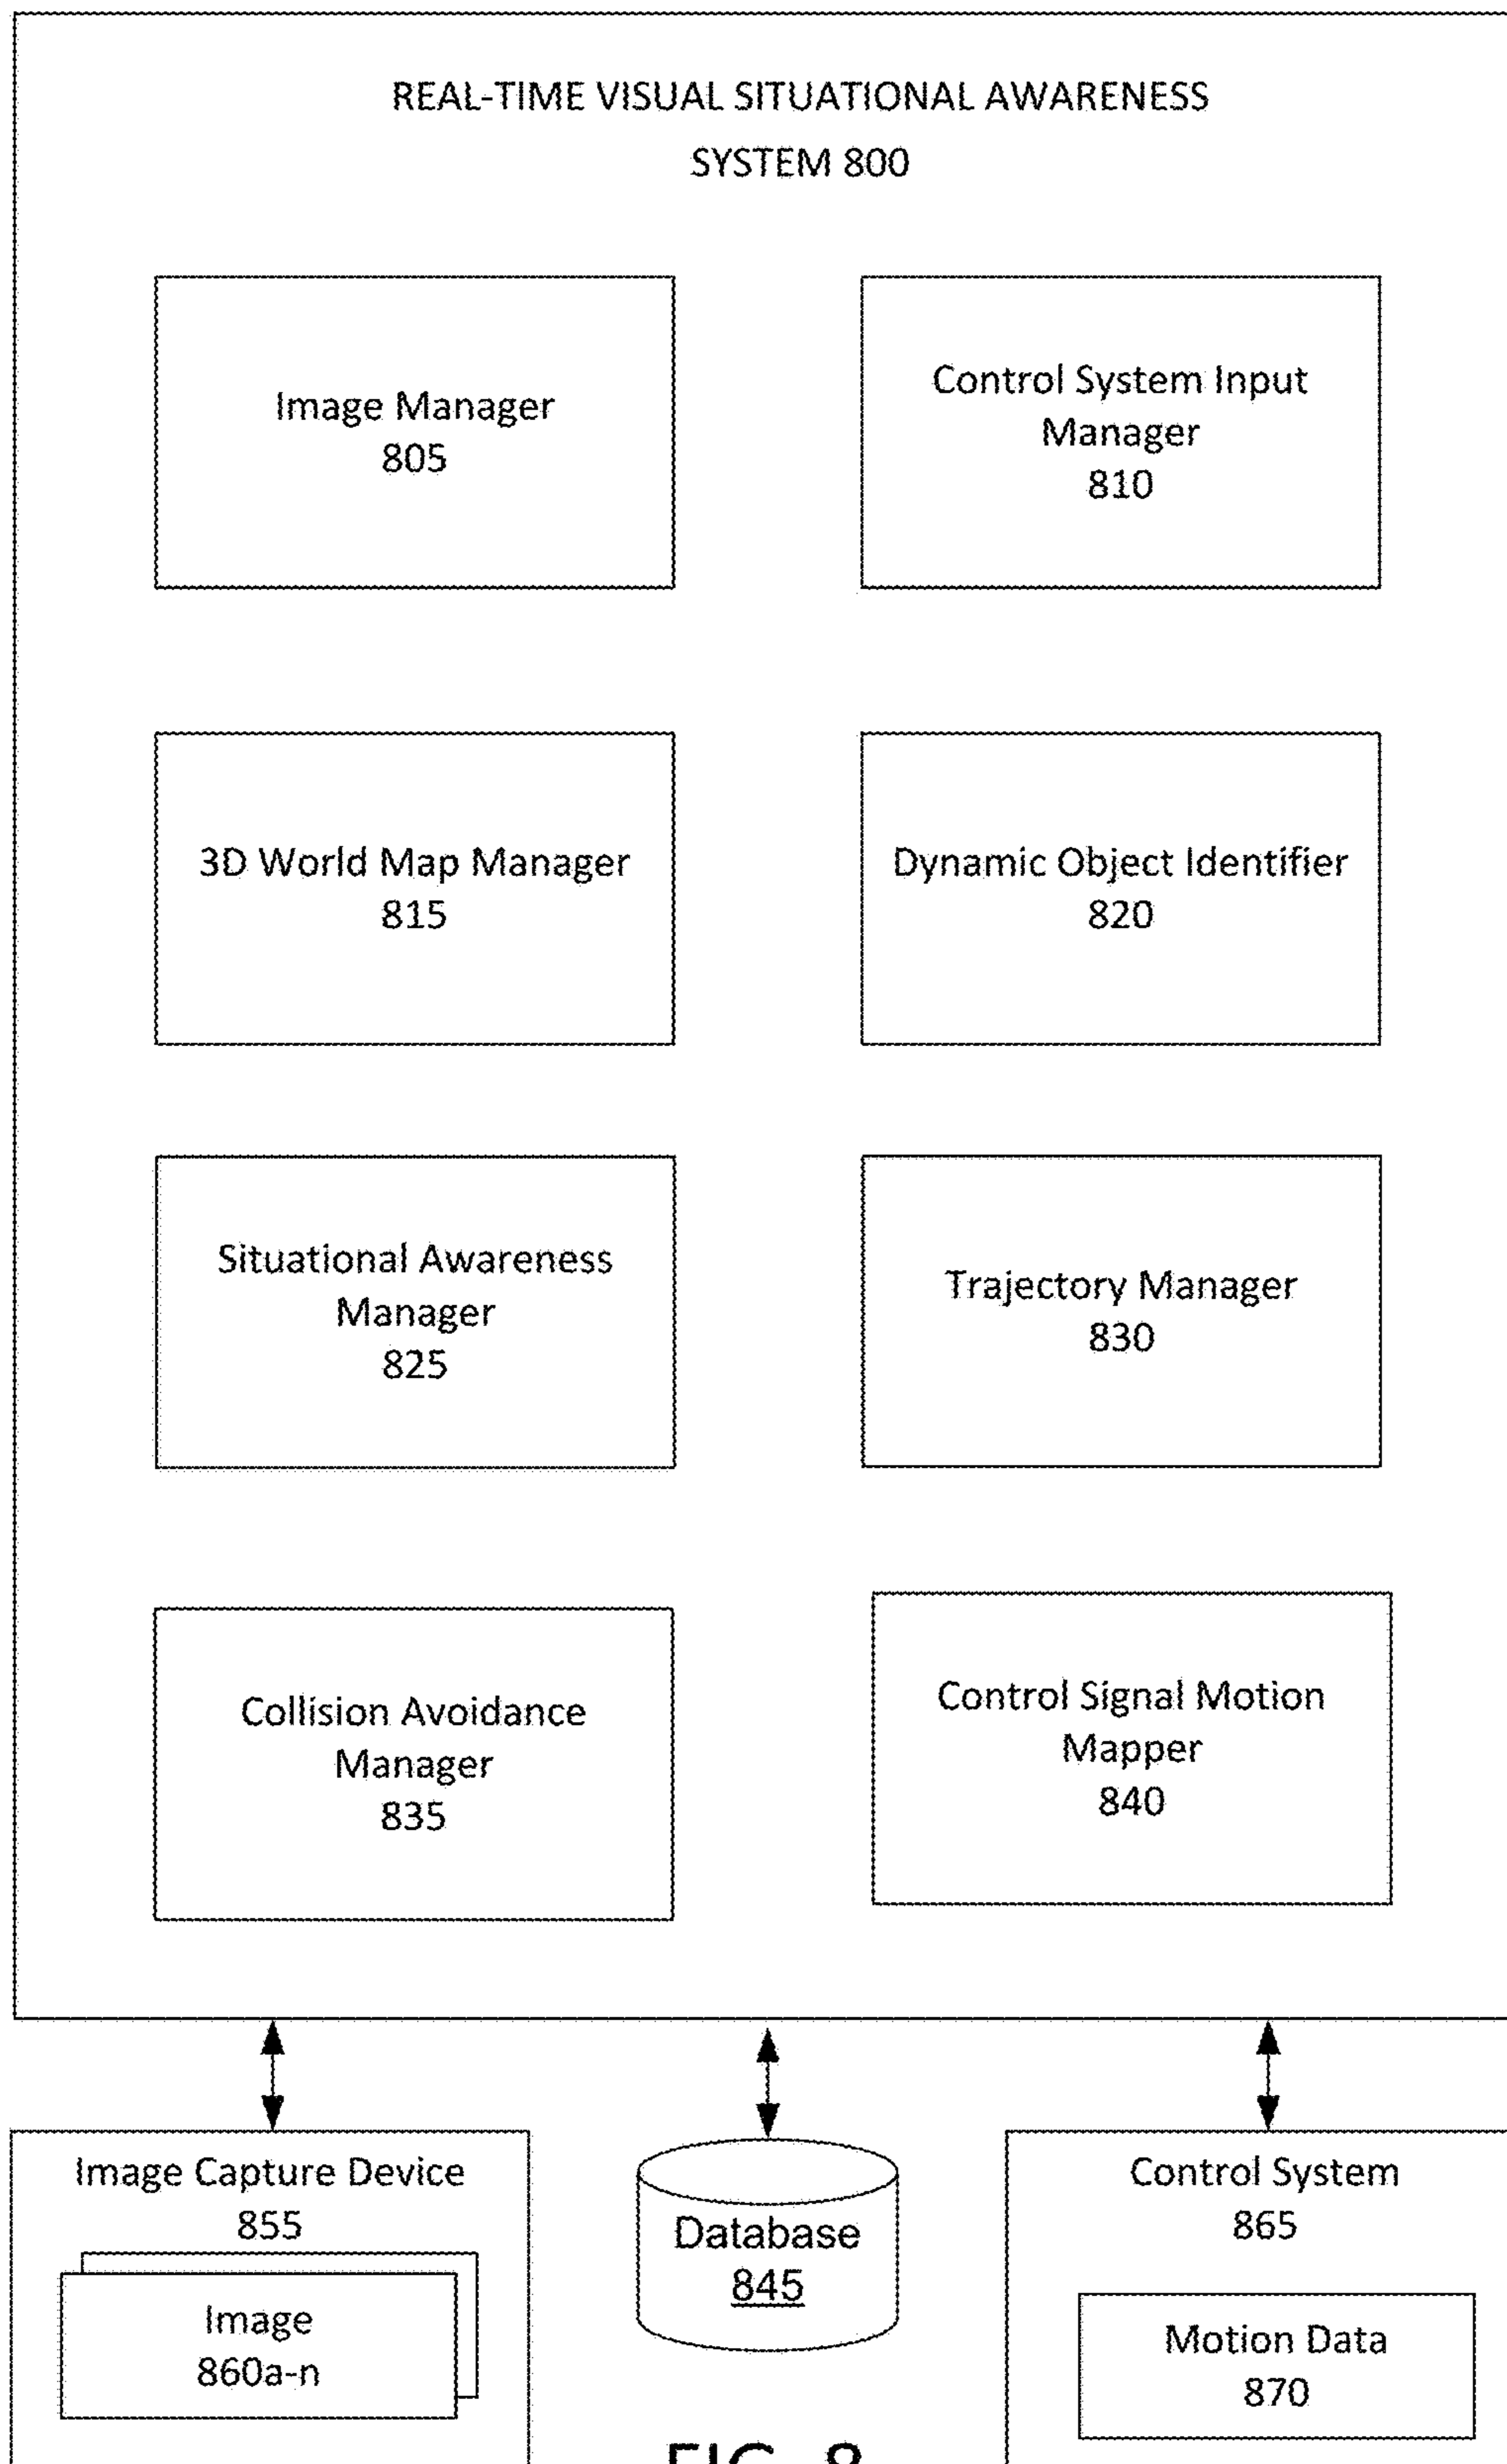 REAL-TIME VISUAL SITUATIONAL AWARENESS
SYSTEM 800
Image Manager
805
Control System Input
Manager
810
3D World Map Manager
815
Dynamic Object Identifier
820
Situational Awareness
Manager
825
Trajectory Manager
830
Collision Avoidance
Manager
835
Control Signal Motion
Mapper
840
Image Capture Device
855
Image
860a-n
Database
845
Control System
865
Motion Data
870
FIG. 8